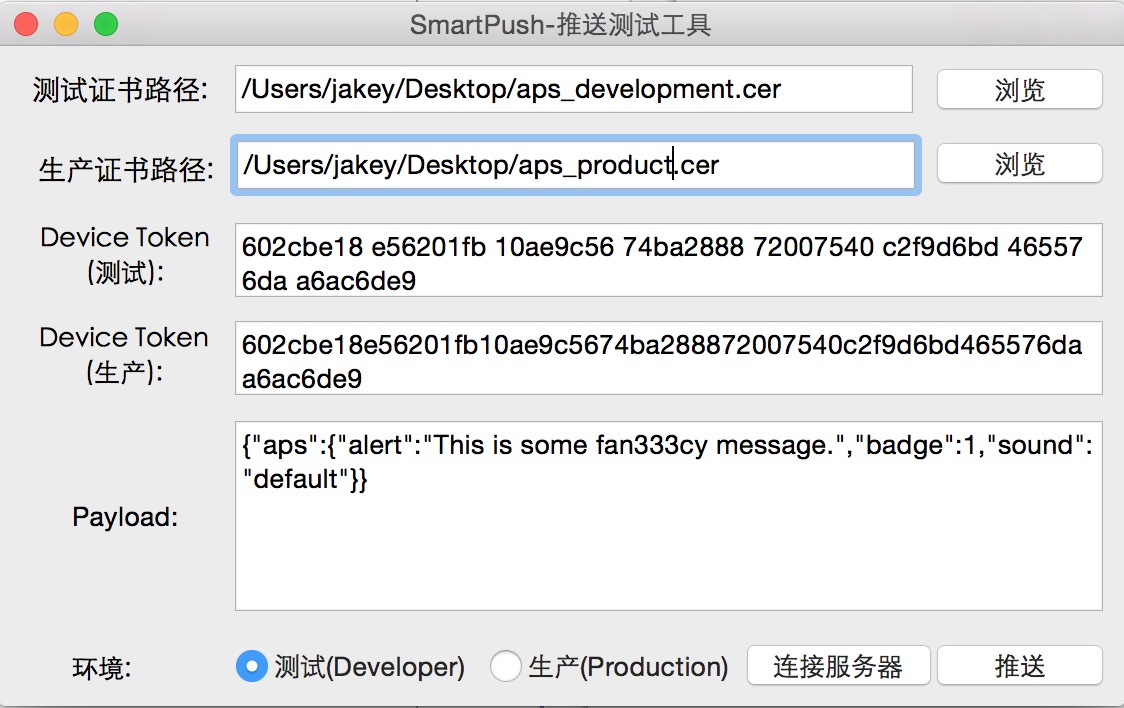 SmartPush-推送测试工具
测试证书路径: /Users/jakey/Desktop/aps_development.cer 浏览
生产证书路径: /Users/jakey/Desktop/aps_product.cer 浏览
Device Token
(测试):
602cbe18 e56201fb 10ae9c56 74ba2888 72007540 c2f9d6bd 46557
6da a6ac6de9
Device Token
(生产):
602cbe18e56201fb10ae9c5674ba288872007540c2f9d6bd465576da
a6ac6de9
Payload:
{"aps":{"alert":"This is some fan333cy message.","badge":1,"sound":
"default"}}
环境: 测试(Developer) 生产(Production) 连接服务器 推送